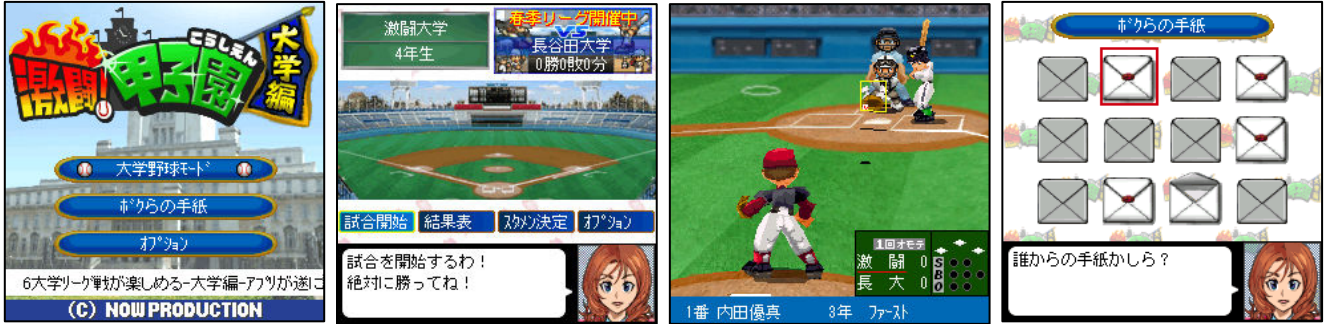 こうしえん
激闘!甲子園
大学編
大学野球ﾓｰﾄﾞ
ﾎﾞｸらの手紙
ｵﾌﾟｼｮﾝ
6大学ﾘｰｸﾞ戦が楽しめる-大学編-ｱﾌﾟﾘが遂に
(C) NOW PRODUCTION
激闘大学
4年生
春季リーグ開催中
VS
長谷田大学
0勝0敗0分
試合開始
結果表
ｽﾀﾒﾝ決定
ｵﾌﾟｼｮﾝ
試合を開始するわ!
絶対に勝ってね!
1回オモテ
激 闘 0 S
B
長 大 0 O
1番 内田優真 3年 ﾌｧｰｽﾄ
ﾎﾞｸらの手紙
誰からの手紙かしら?